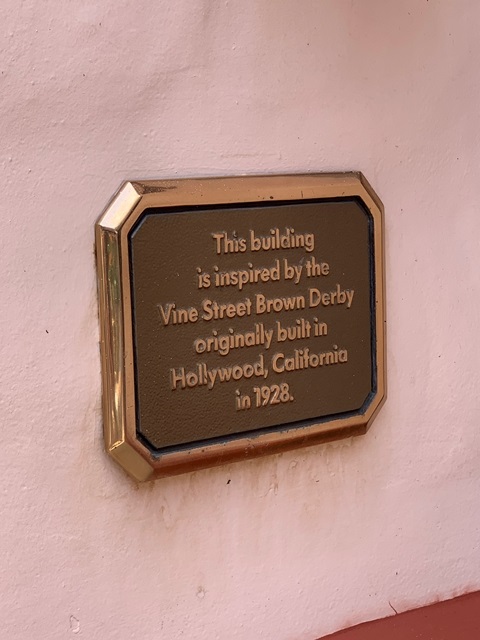 This building
is inspired by the
Vine Street Brown Derby
originally built in
Hollywood, California
in 1928.